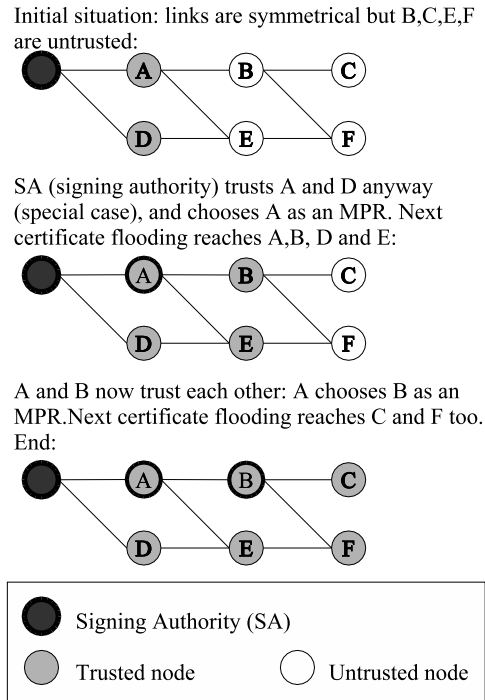 Initial situation: links are symmetrical but B,C,E,F
are untrusted:
A B C
D E F
SA (signing authority) trusts A and D anyway
(special case), and chooses A as an MPR. Next
certificate flooding reaches A,B, D and E:
A B C
D E F
A and B now trust each other: A chooses B as an
MPR.Next certificate flooding reaches C and F too.
End:
A B C
D E F
Signing Authority (SA)
Trusted node Untrusted node